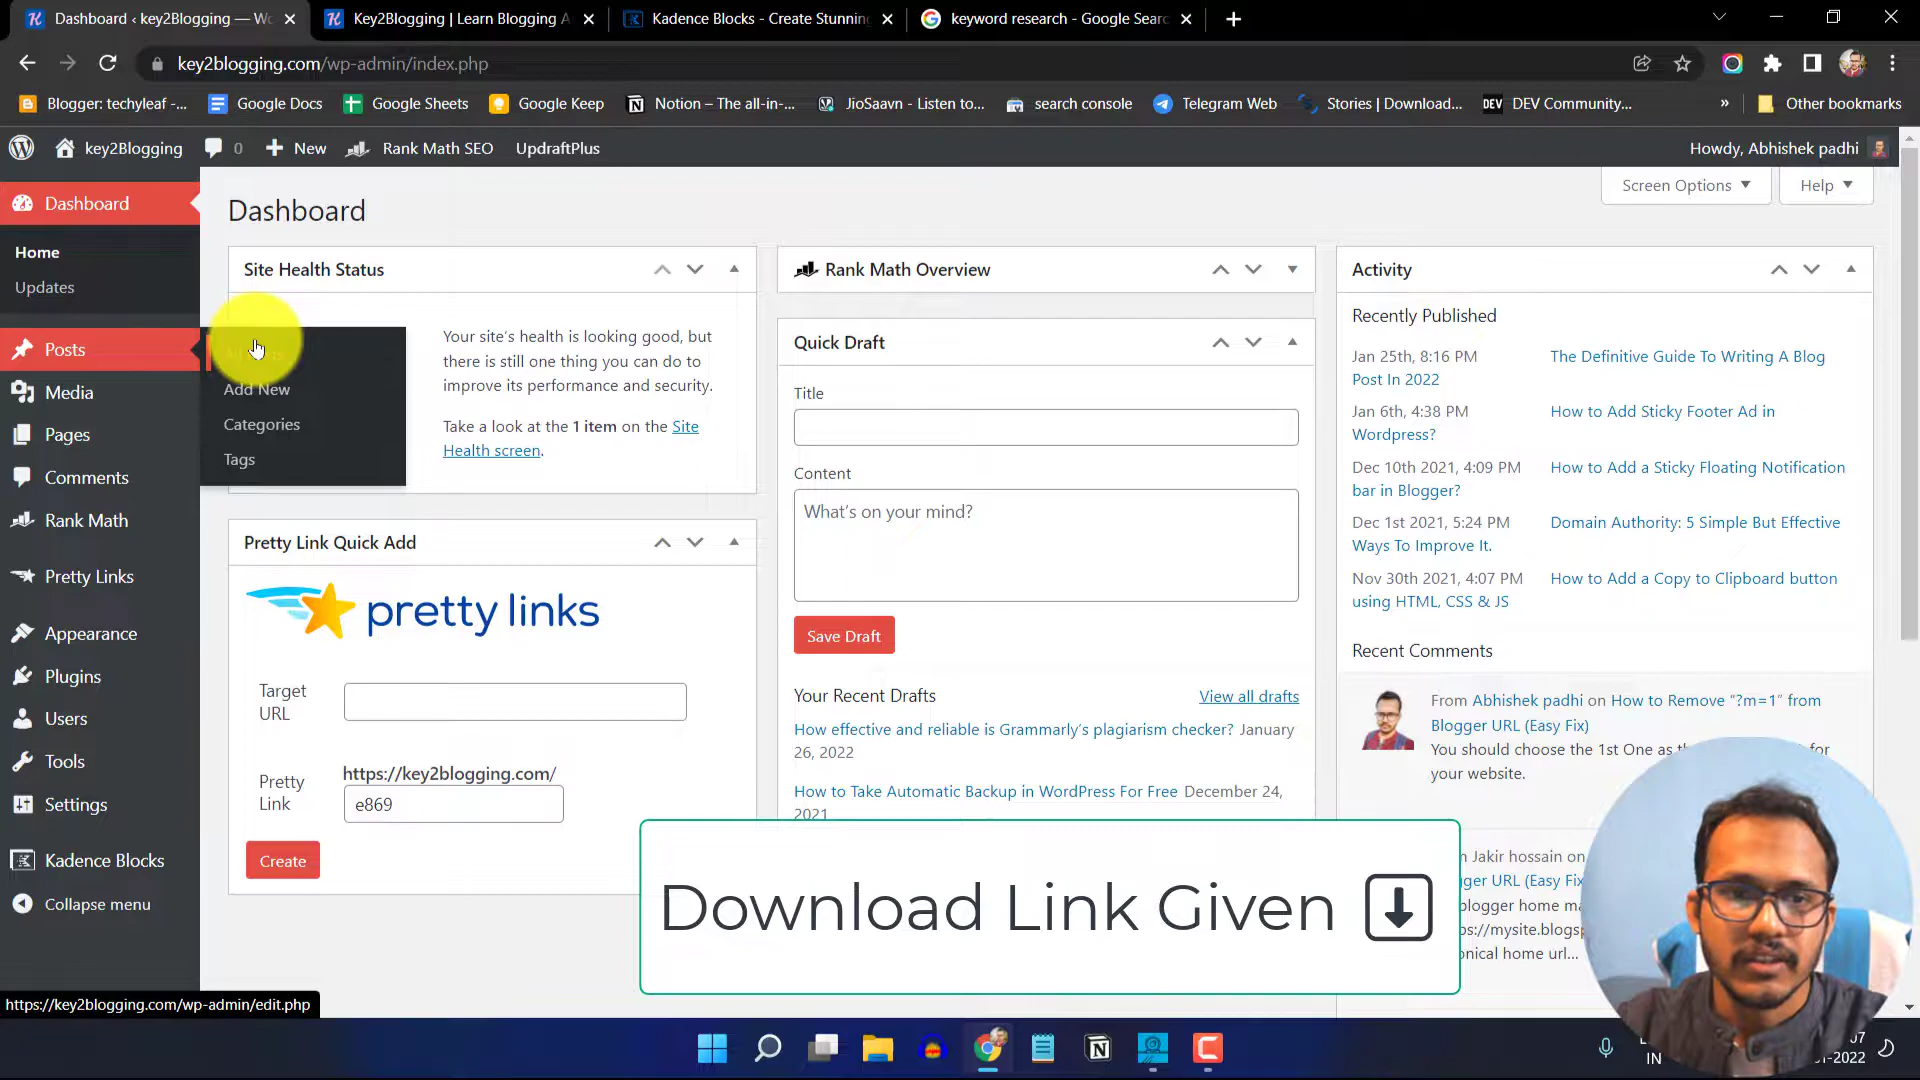 Dashboard ‹ key2Blogging — Wo
Key2Blogging | Learn Blogging A
Kadence Blocks - Create Stunning
keyword research - Google Searc
key2blogging.com/wp-admin/index.php
Blogger: techyleaf -...
Google Docs
Google Sheets
Google Keep
Notion – The all-in-...
JioSaavn - Listen to...
search console
Telegram Web
Stories | Download...
DEV Community...
»
Other bookmarks
key2Blogging
0
New
Rank Math SEO
UpdraftPlus
Howdy, Abhishek padhi
Dashboard
Home
Updates
Posts
Add New
Categories
Tags
Media
Pages
Comments
Rank Math
Pretty Links
Appearance
Plugins
Users
Tools
Settings
Kadence Blocks
Collapse menu
Dashboard
Screen Options
Help
Site Health Status
Your site's health is looking good, but
there is still one thing you can do to
improve its performance and security.
Take a look at the 1 item on the Site
Health screen.
Pretty Link Quick Add
pretty links
Target
URL
Pretty
Link
https://key2blogging.com/
e869
Create
Rank Math Overview
Quick Draft
Title
Content
What's on your mind?
Save Draft
Your Recent Drafts
View all drafts
How effective and reliable is Grammarly's plagiarism checker? January
26, 2022
How to Take Automatic Backup in WordPress For Free December 24,
2021
Activity
Recently Published
Jan 25th, 8:16 PM The Definitive Guide To Writing A Blog
Post In 2022
Jan 6th, 4:38 PM How to Add Sticky Footer Ad in
Wordpress?
Dec 10th 2021, 4:09 PM How to Add a Sticky Floating Notification
bar in Blogger?
Dec 1st 2021, 5:24 PM Domain Authority: 5 Simple But Effective
Ways To Improve It.
Nov 30th 2021, 4:07 PM How to Add a Copy to Clipboard button
using HTML, CSS & JS
Recent Comments
From Abhishek padhi on How to Remove "?m=1" from
Blogger URL (Easy Fix)
You should choose the 1st One as
your website.
Jakir hossain on
URL (Easy Fix
blogger home
Download Link Given
https://key2blogging.com/wp-admin/edit.php
IN